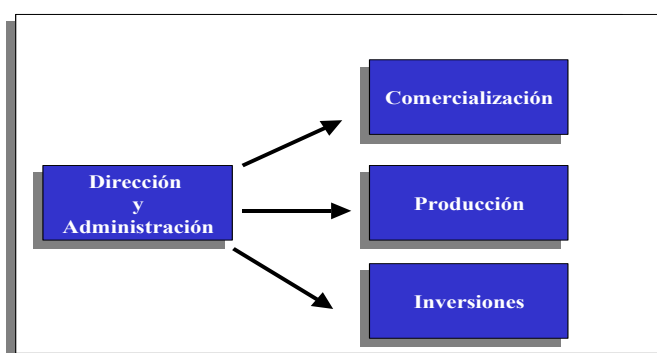 Comercialización
Dirección
y
Administración
Producción
Inversiones